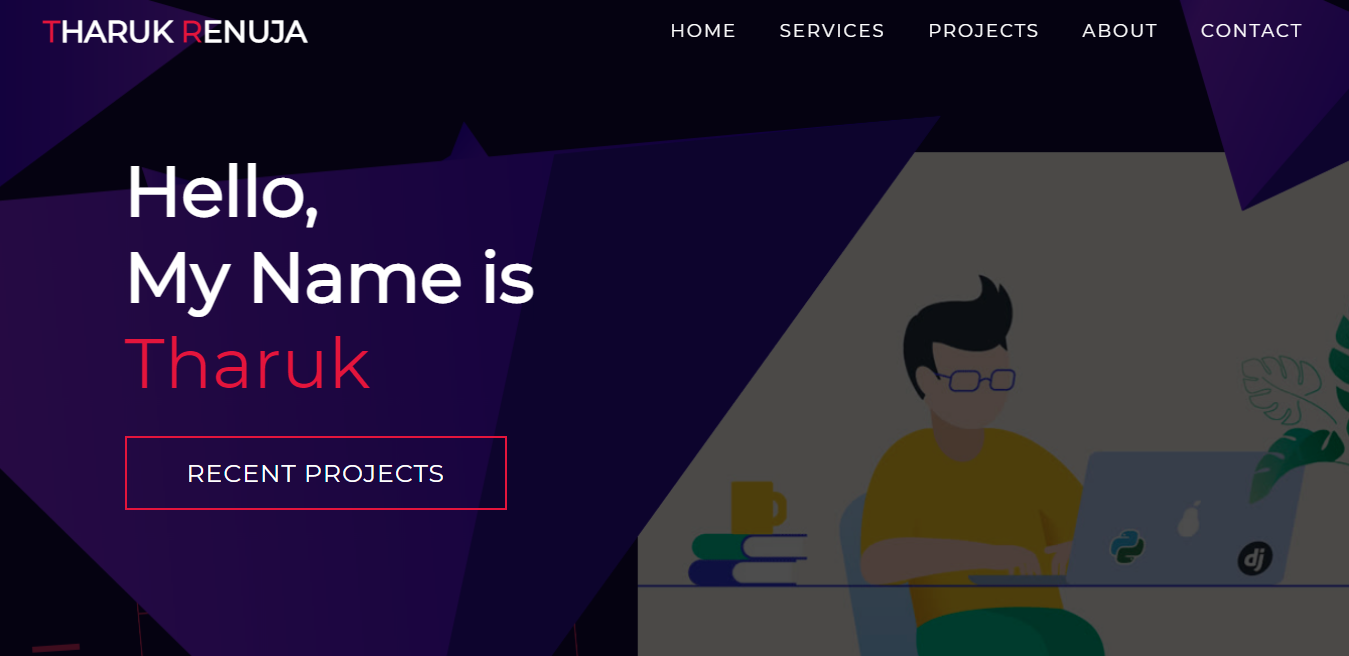 THARUK RENUJA
HOME SERVICES PROJECTS ABOUT CONTACT
Hello,
My Name is
Tharuk
RECENT PROJECTS
dj